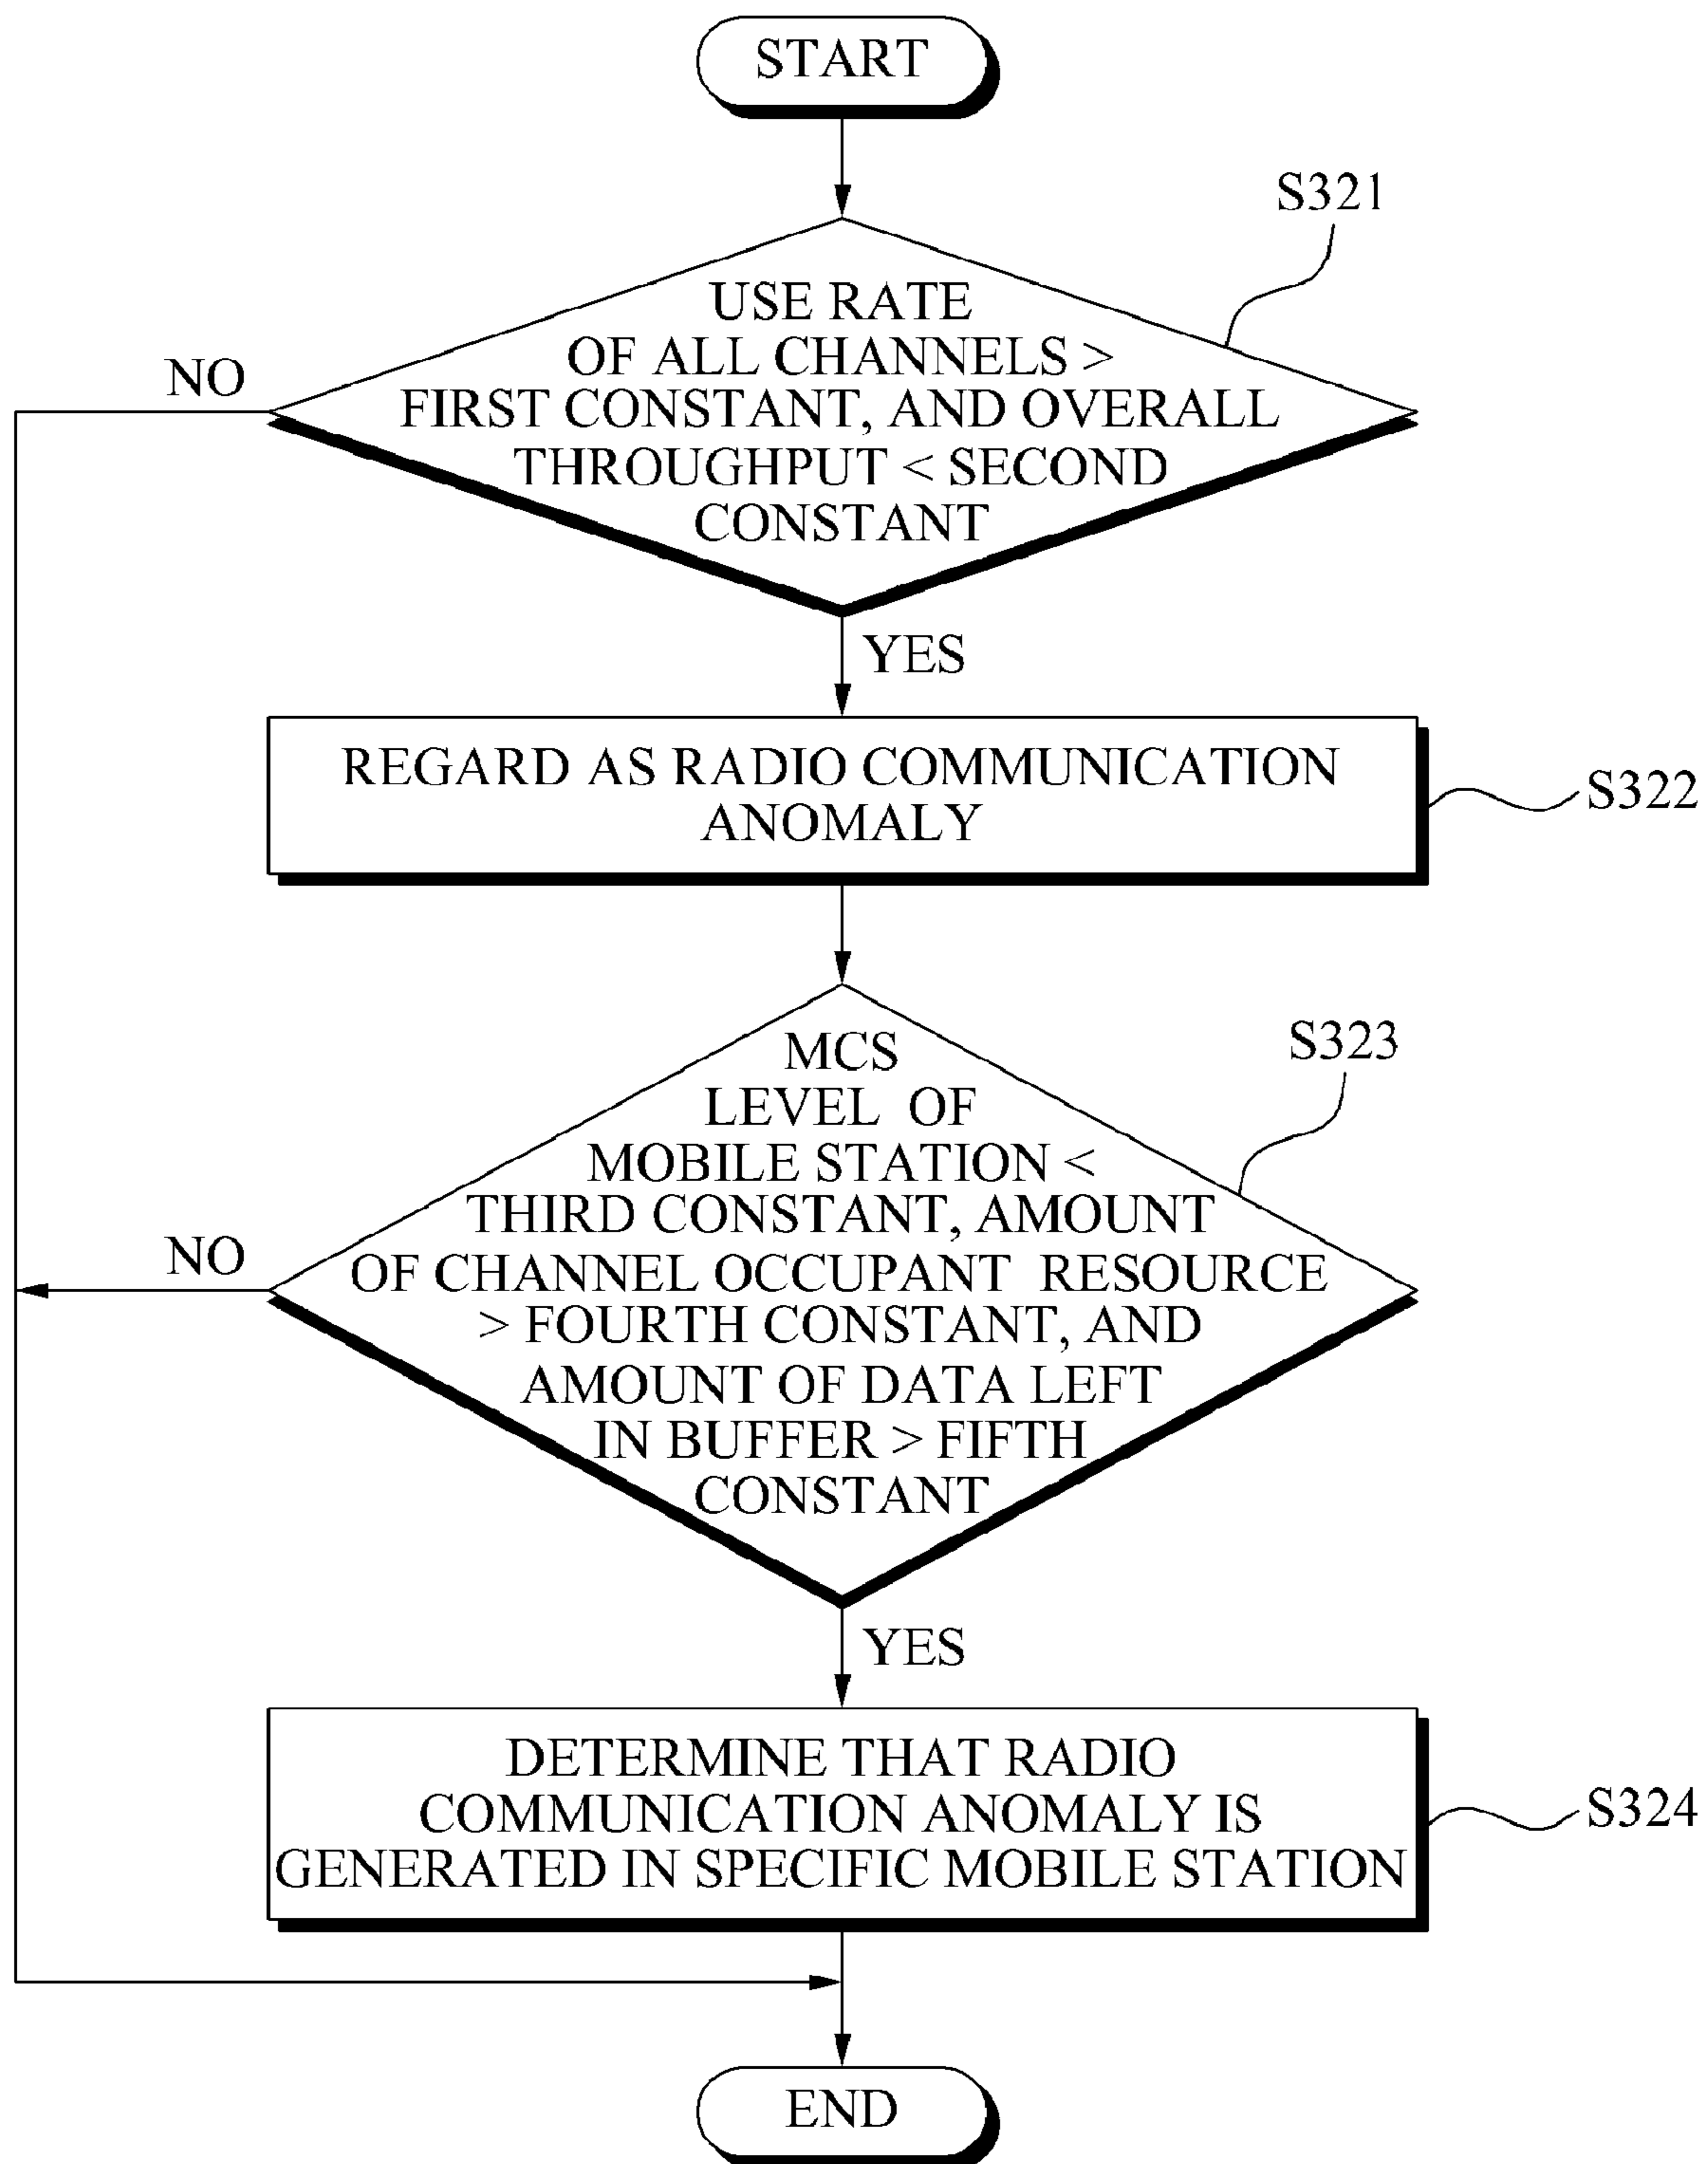 START
S321
USE RATE
OF ALL CHANNELS >
FIRST CONSTANT, AND OVERALL
THROUGHPUT < SECOND
CONSTANT
NO
YES
REGARD AS RADIO COMMUNICATION
ANOMALY
S322
S323
MCS
LEVEL OF
MOBILE STATION <
THIRD CONSTANT, AMOUNT
OF CHANNEL OCCUPANT RESOURCE
> FOURTH CONSTANT, AND
AMOUNT OF DATA LEFT
IN BUFFER > FIFTH
CONSTANT
NO
YES
DETERMINE THAT RADIO
COMMUNICATION ANOMALY IS
GENERATED IN SPECIFIC MOBILE STATION
S324
END